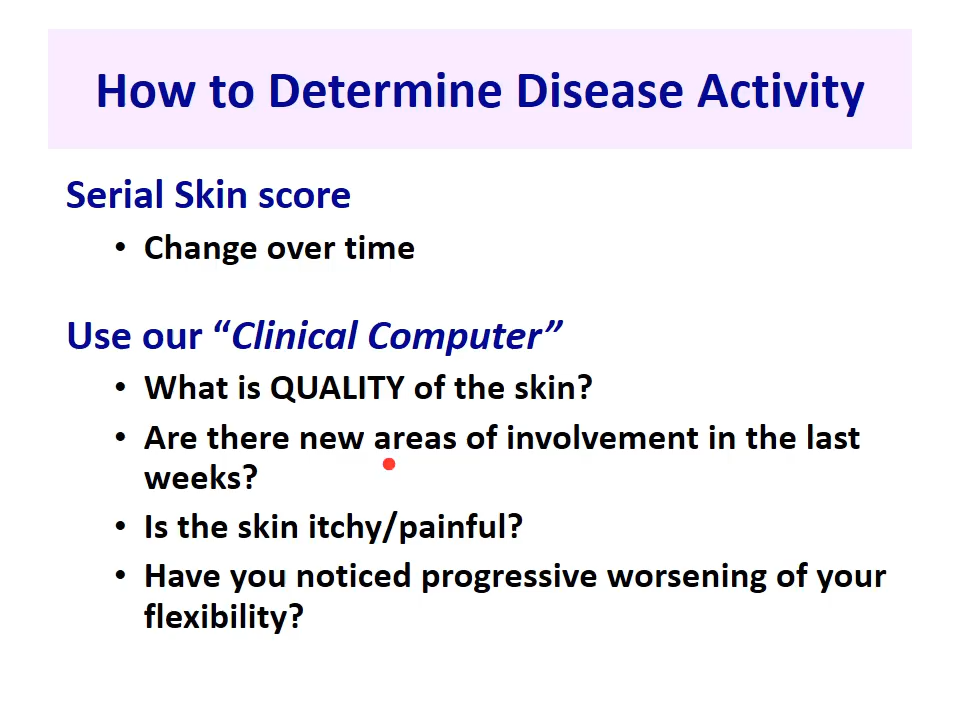 How to Determine Disease Activity
Serial Skin score
• Change over time
Use our “Clinical Computer”
• What is QUALITY of the skin?
• Are there new areas of involvement in the last
weeks?
• Is the skin itchy/painful?
• Have you noticed progressive worsening of your
flexibility?